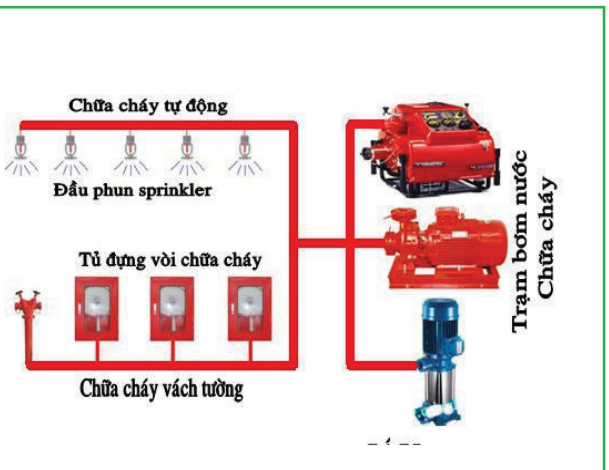 Chữa cháy tự động
Đầu phun sprinkler
Tủ đựng vòi chữa cháy
Chữa cháy vách tường
Trạm bơm nước
Chữa cháy